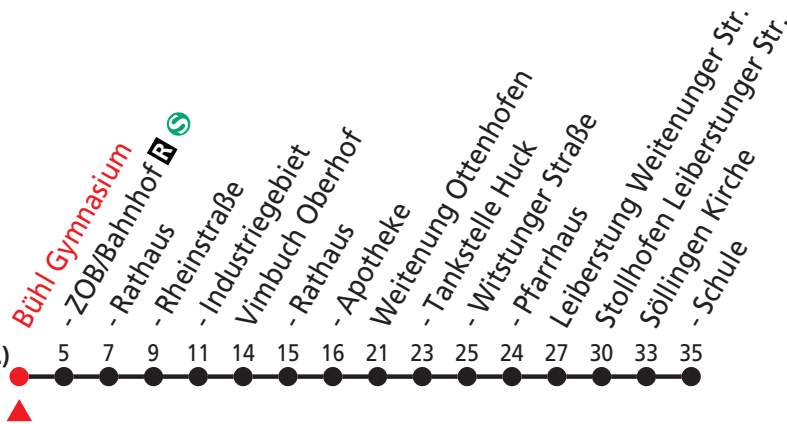 Bühl Gymnasium
- ZOB/Bahnhof R S
- Rathaus
- Rheinstraße
- Industriegebiet
Vimbuch Oberhof
- Rathaus
- Apotheke
Weitenung Ottenhofen
- Tankstelle Huck
- Witstunger Straße
- Pfarrhaus
Leiberstung Weitenunger Str.
Stollhofen Leiberstunger Str.
Söllingen Kirche
- Schule
) 5 7 9 11 14 15 16 21 23 25 24 27 30 33 35